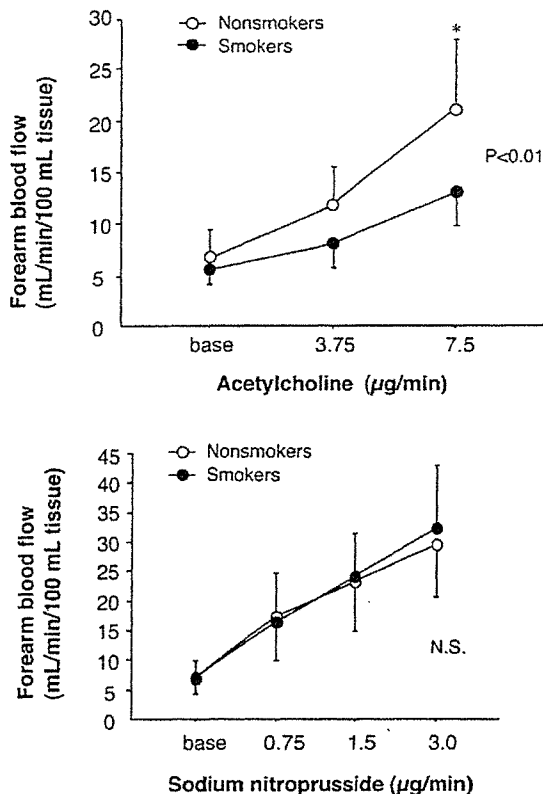 Nonsmokers
Smokers
30
25
20
15
10
5
0
Forearm blood flow
(mL/min/100 mL tissue)
*
P<0.01
base 3.75 7.5
Acetylcholine (µg/min)
Nonsmokers
Smokers
45
40
35
30
25
20
15
10
5
0
Forearm blood flow
(mL/min/100 mL tissue)
N.S.
base 0.75 1.5 3.0
Sodium nitroprusside (µg/min)